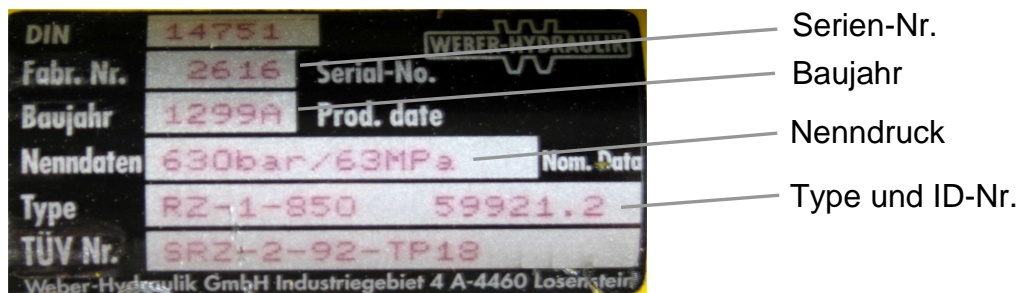 DIN 14751 WEBER-HYDRAULIK Serien-Nr.
Fabr. Nr. 2616 Serial-No. Baujahr
Baujahr 1299A Prod. date
Nenndaten 630bar/63MPa Nom. Data Nenndruck
Type RZ-1-850 59921.2 Type und ID-Nr.
TÜV Nr. SRZ-2-92-TP18
Weber-Hydraulik GmbH Industriegebiet 4 A-4460 Losenstein